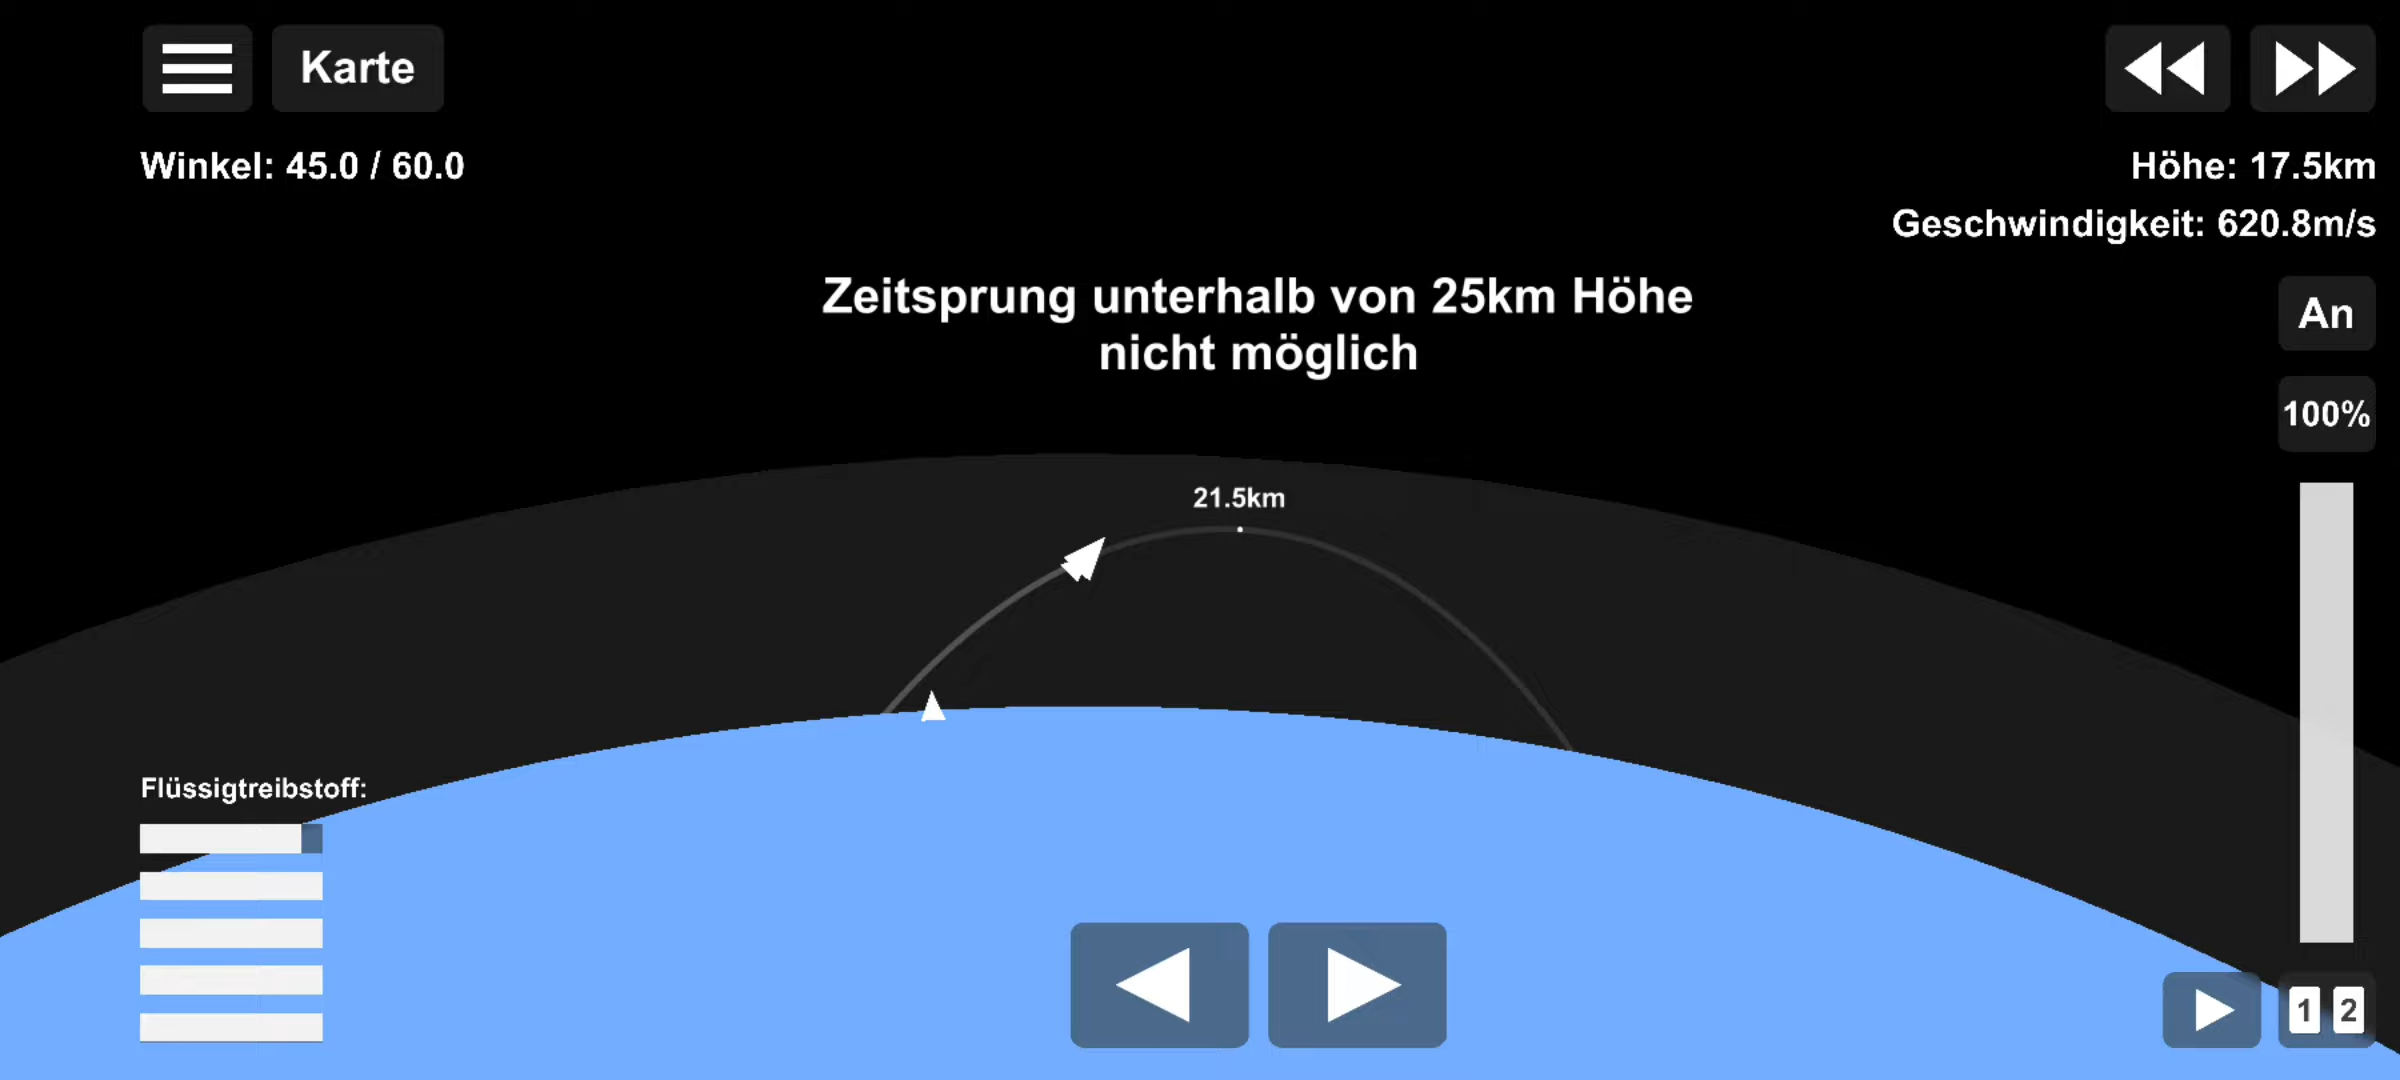 Karte
Winkel: 45.0 / 60.0
Höhe: 17.5km
Geschwindigkeit: 620.8m/s
Zeitsprung unterhalb von 25km Höhe
nicht möglich
An
100%
21.5km
Flüssigtreibstoff:
1 2